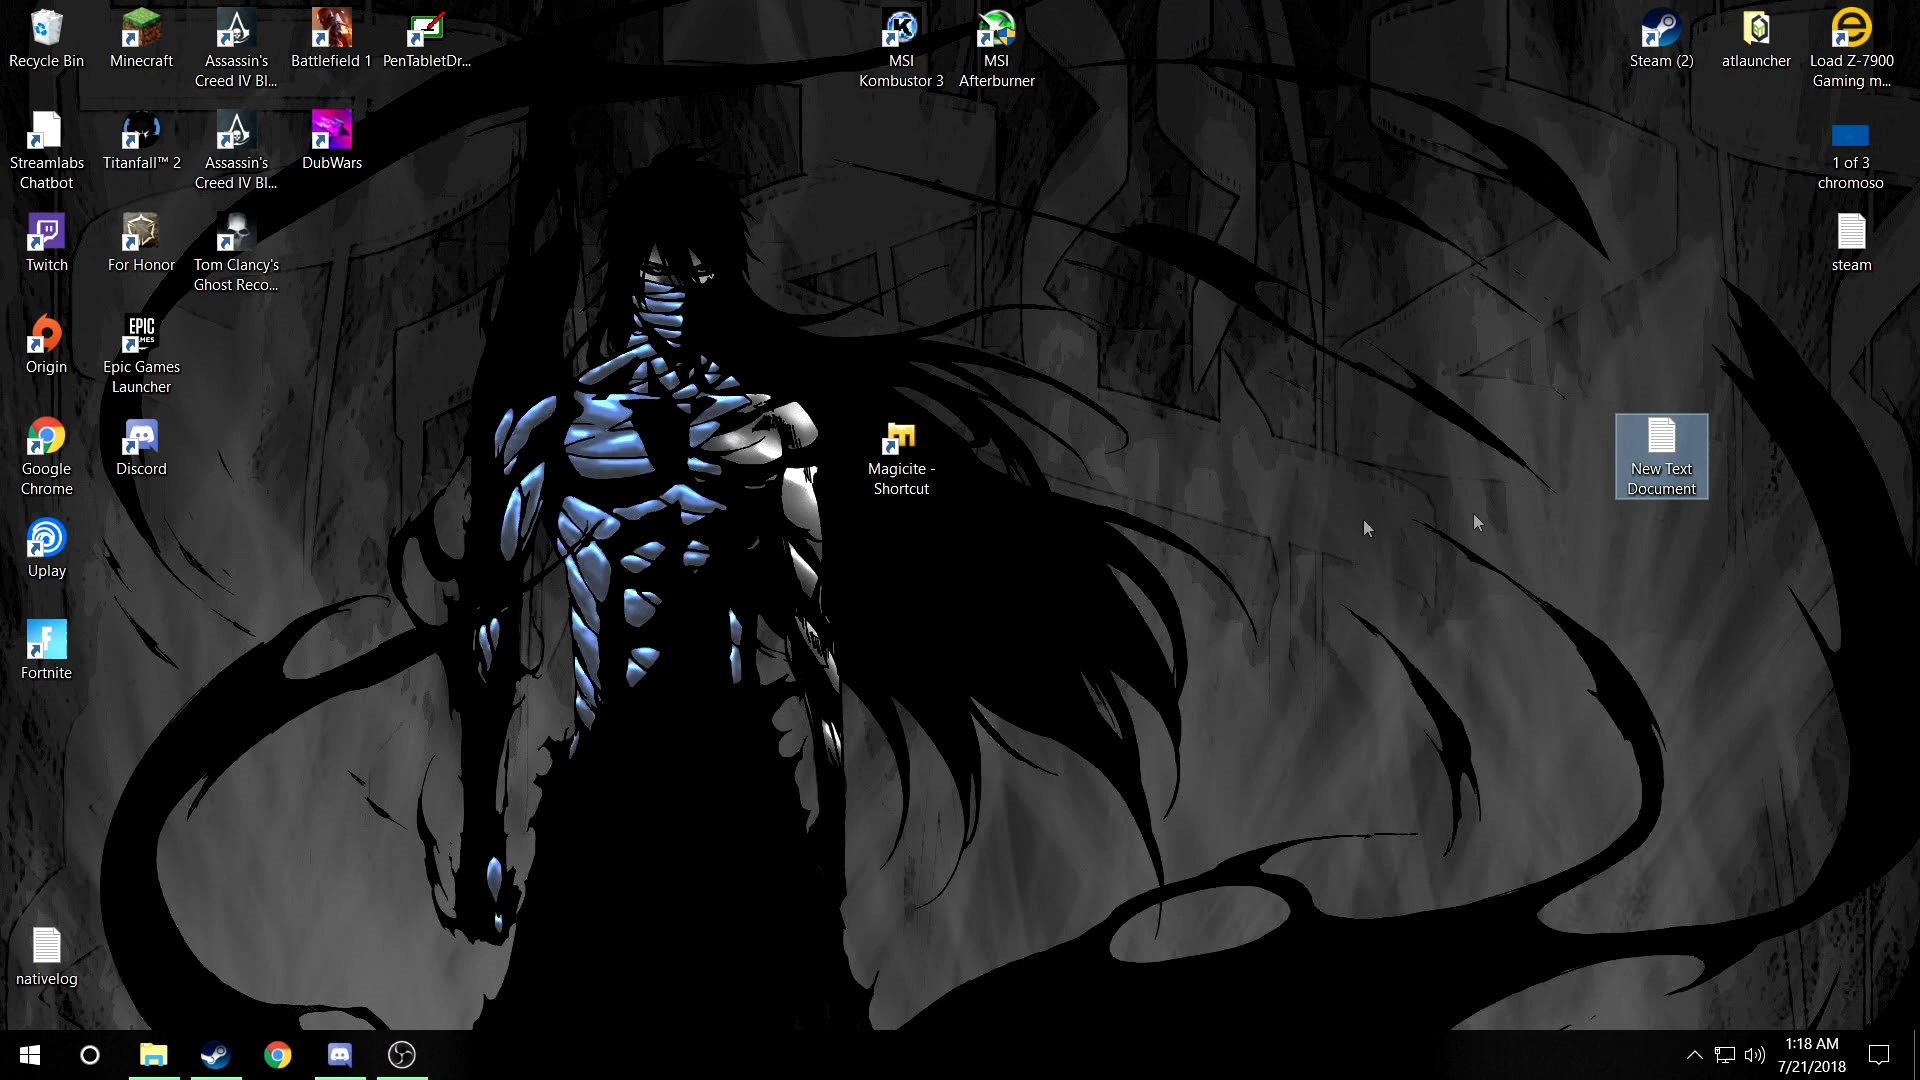 Recycle Bin
Minecraft
Assassin's
Creed IV Bl...
Battlefield 1
PenTabletDr...
MSI
Kombustor 3
MSI
Afterburner
Steam (2)
atlauncher
Load Z-7900
Gaming m...
Streamlabs
Chatbot
Titanfall™ 2
Assassin's
Creed IV Bl...
DubWars
1 of 3
chromoso
Twitch
For Honor
Tom Clancy's
Ghost Reco...
steam
EPIC
GAMES
Origin
Epic Games
Launcher
Google
Chrome
Discord
Magicite -
Shortcut
New Text
Document
Uplay
F
Fortnite
nativelog
1:18 AM
7/21/2018